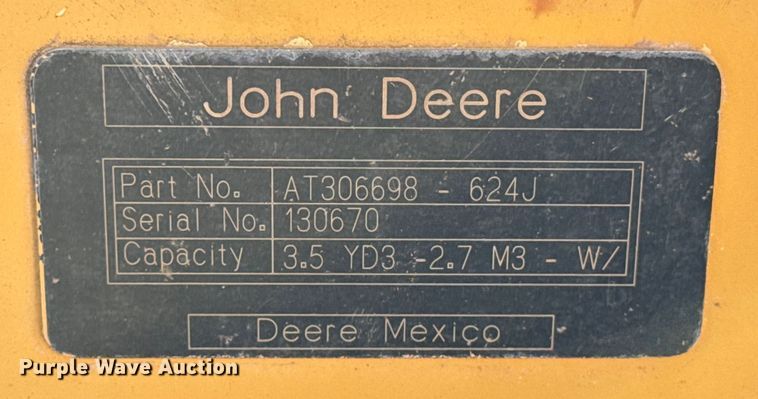 John Deere
Part No. AT306698 - 624J
Serial No. 130670
Capacity 3.5 YD3 -2.7 M3 - W/
Deere Mexico
Purple Wave Auction